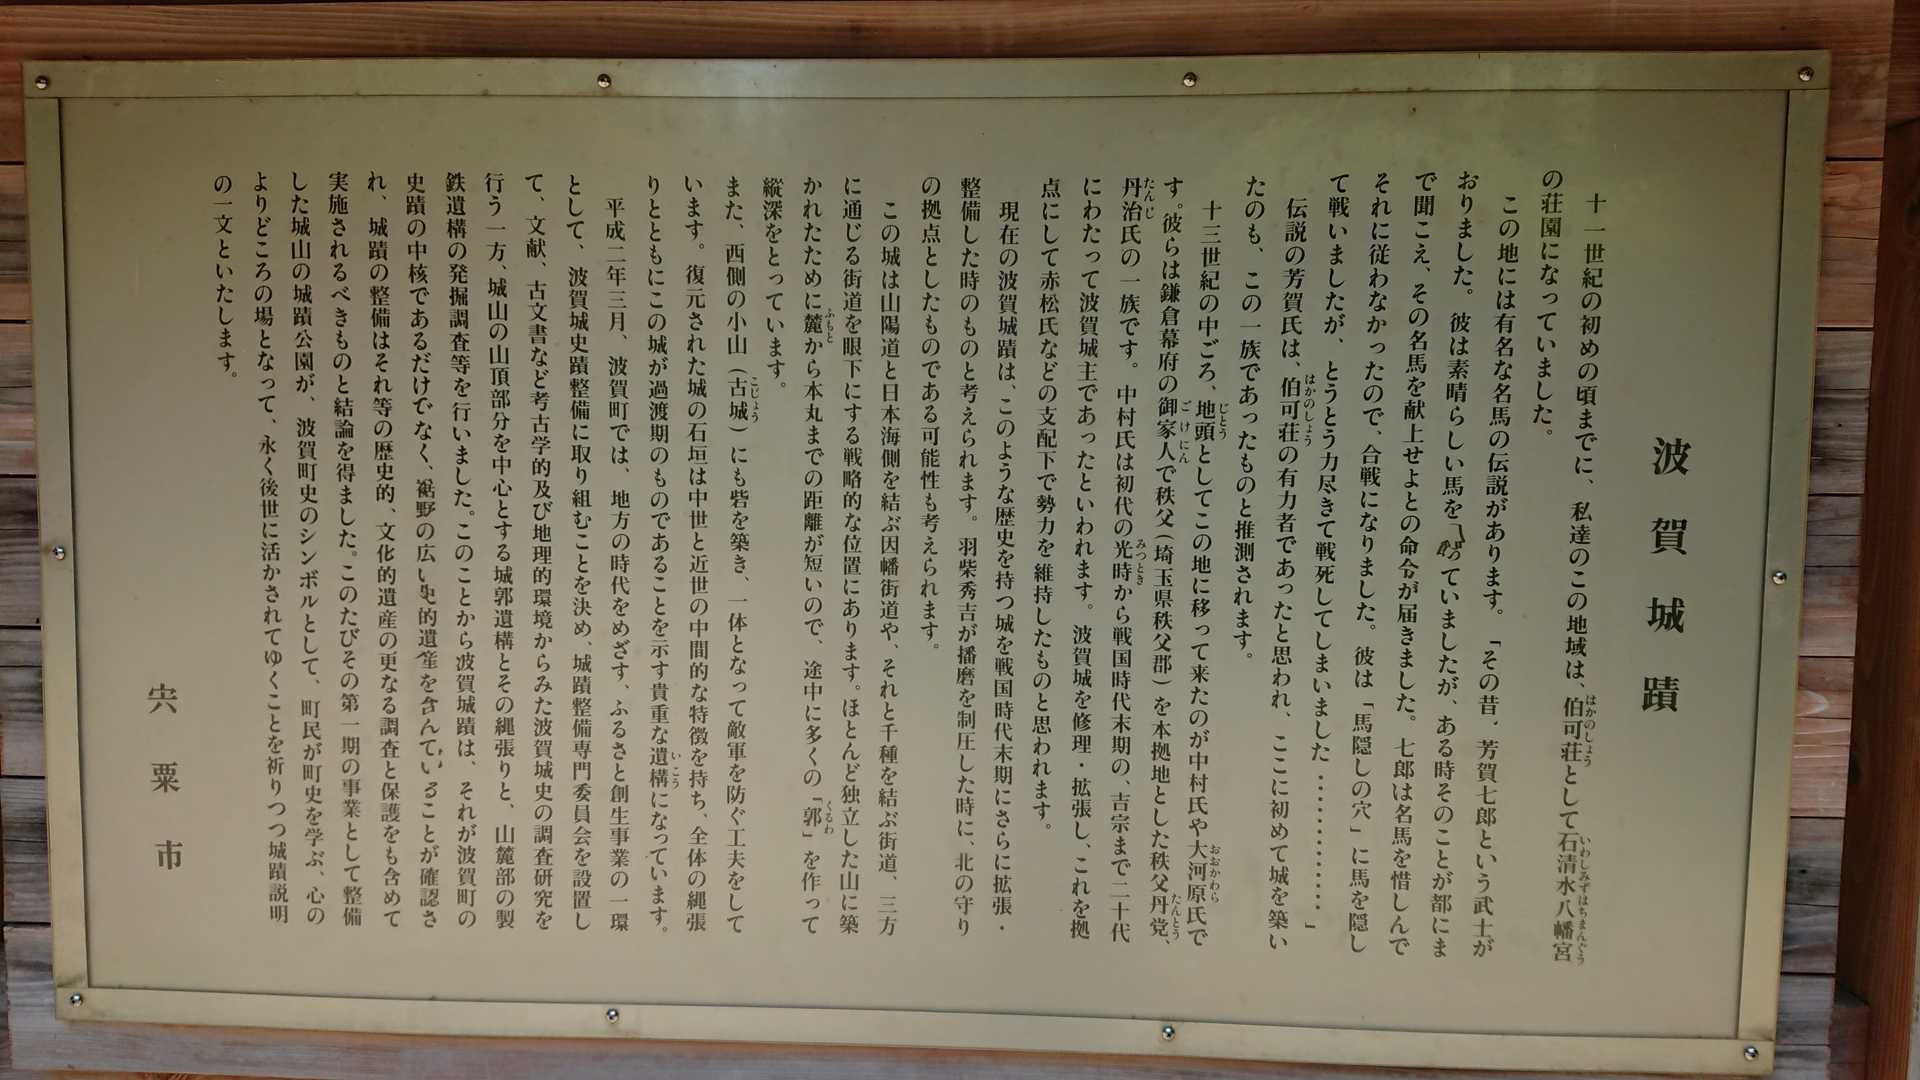 波賀城蹟
十一世紀の初めの頃までに、私達のこの地域は、伯可荘として石清水八幡宮
の荘園になっていました。
この地には有名な名馬の伝説があります。「その昔、芳賀七郎という武士が
おりました。彼は素晴らしい馬を っていましたが、ある時そのことが都にま
で聞こえ、その名馬を献上せよとの命令が届きました。七郎は名馬を惜しんで
それに従わなかったので、合戦になりました。彼は「馬隠しの穴」に馬を隠し
て戦いましたが、とうとう力尽きて戦死してしまいました・・・・・・・・・・・・」
伝説の芳賀氏は、伯可荘の有力者であったと思われ、ここに初めて城を築い
たのも、この一族であったものと推測されます。
十三世紀の中ごろ、地頭としてこの地に移って来たのが中村氏や大河原氏で
す。彼らは鎌倉幕府の御家人で秩父(埼玉県秩父郡)を本拠地とした秩父丹党、
丹治氏の一族です。中村氏は初代の光時から戦国時代末期の、吉宗まで二十代
にわたって波賀城主であったといわれます。波賀城を修理・拡張し、これを拠
点にして赤松氏などの支配下で勢力を維持したものと思われます。
現在の波賀城蹟は、このような歴史を持つ城を戦国時代末期にさらに拡張・
整備した時のものと考えられます。羽柴秀吉が播磨を制圧した時に、北の守り
の拠点としたものである可能性も考えられます。
この城は山陽道と日本海側を結ぶ因幡街道や、それと千種を結ぶ街道、三方
に通じる街道を眼下にする戦略的な位置にあります。ほとんど独立した山に築
かれたために麓から本丸までの距離が短いので、途中に多くの「郭」を作って
縦深をとっています。
また、西側の小山(古城)にも砦を築き、一体となって敵軍を防ぐ工夫をして
います。復元された城の石垣は中世と近世の中間的な特徴を持ち、全体の縄張
りとともにこの城が過渡期のものであることを示す貴重な遺構になっています。
平成二年三月、波賀町では、地方の時代をめざす、ふるさと創生事業の一環
として、波賀城史蹟整備に取り組むことを決め、城蹟整備専門委員会を設置し
て、文献、古文書など考古学的及び地理的環境からみた波賀城史の調査研究を
行う一方、城山の山頂部分を中心とする城郭遺構とその縄張りと、山麓部の製
鉄遺構の発掘調査等を行いました。このことから波賀城蹟は、それが波賀町の
史蹟の中核であるだけでなく、裾野の広い史的遺産を含んでいることが確認さ
れ、城蹟の整備はそれ等の歴史的、文化的遺産の更なる調査と保護をも含めて
実施されるべきものと結論を得ました。このたびその第一期の事業として整備
した城山の城蹟公園が、波賀町史のシンボルとして、町民が町史を学ぶ、心の
よりどころの場となって、永く後世に活かされてゆくことを祈りつつ城蹟説明
の一文といたします。
宍粟市